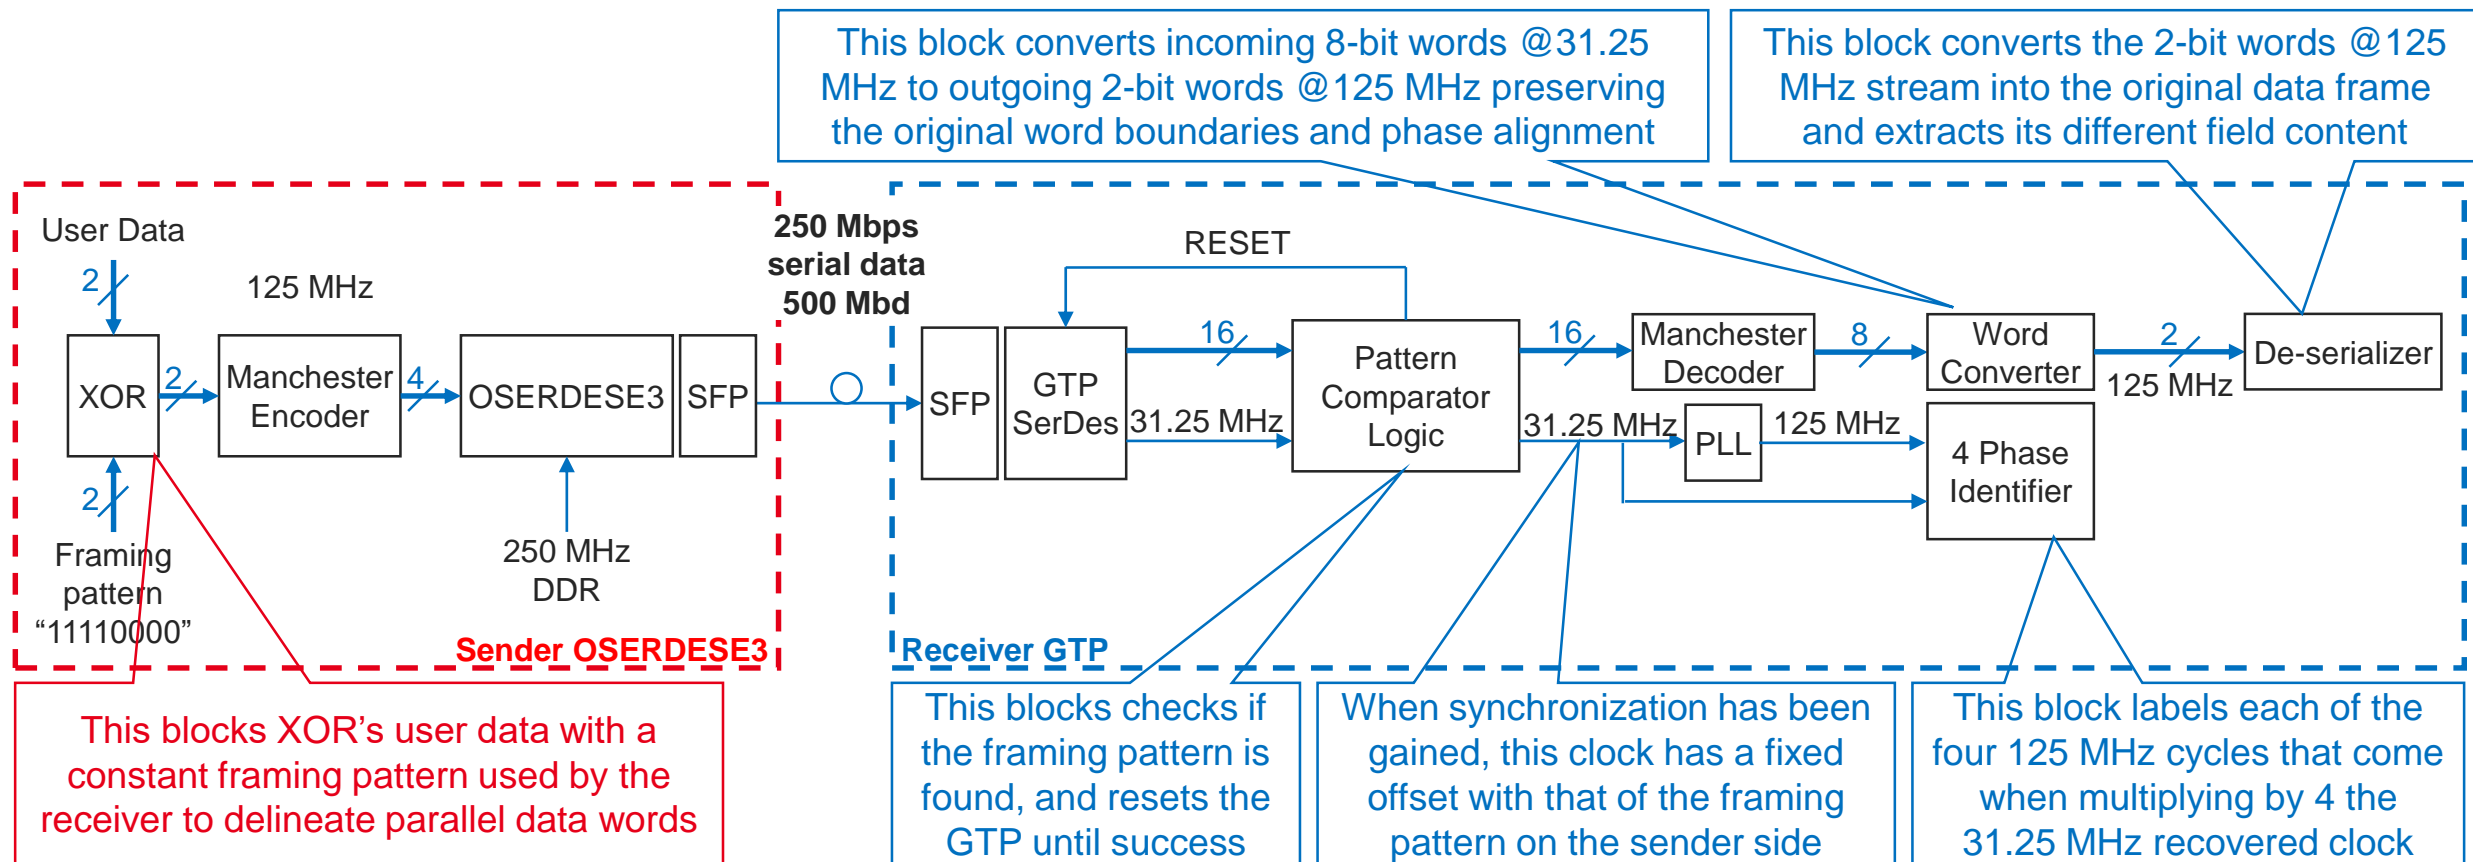 This block converts incoming 8-bit words @31.25
MHz to outgoing 2-bit words @125 MHz preserving
the original word boundaries and phase alignment
This block converts the 2-bit words @125
MHz stream into the original data frame
and extracts its different field content
User Data
2
125 MHz
XOR
2
Manchester
Encoder
4
OSERDESE3
SFP
2
Framing
pattern
“11110000”
250 MHz
DDR
Sender OSERDESE3
250 Mbps
serial data
500 Mbd
RESET
SFP
GTP
SerDes
16
31.25 MHz
Pattern
Comparator
Logic
16
31.25 MHz
Manchester
Decoder
8
Word
Converter
2
125 MHz
De-serializer
PLL
125 MHz
4 Phase
Identifier
Receiver GTP
This blocks XOR’s user data with a
constant framing pattern used by the
receiver to delineate parallel data words
This blocks checks if
the framing pattern is
found, and resets the
GTP until success
When synchronization has been
gained, this clock has a fixed
offset with that of the framing
pattern on the sender side
This block labels each of the
four 125 MHz cycles that come
when multiplying by 4 the
31.25 MHz recovered clock